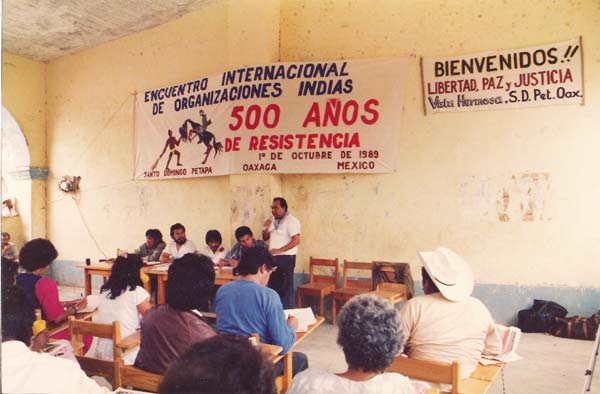 ENCUENTRO INTERNACIONAL
DE ORGANIZACIONES INDIAS
500 AÑOS
DE RESISTENCIA
1º DE OCTUBRE DE 1989
SANTO DOMINGO PETAPA OAXACA MEXICO
BIENVENIDOS.!!
LIBERTAD, PAZ y JUSTICIA
Vista Hermosa. S.D. Pet. Oax.